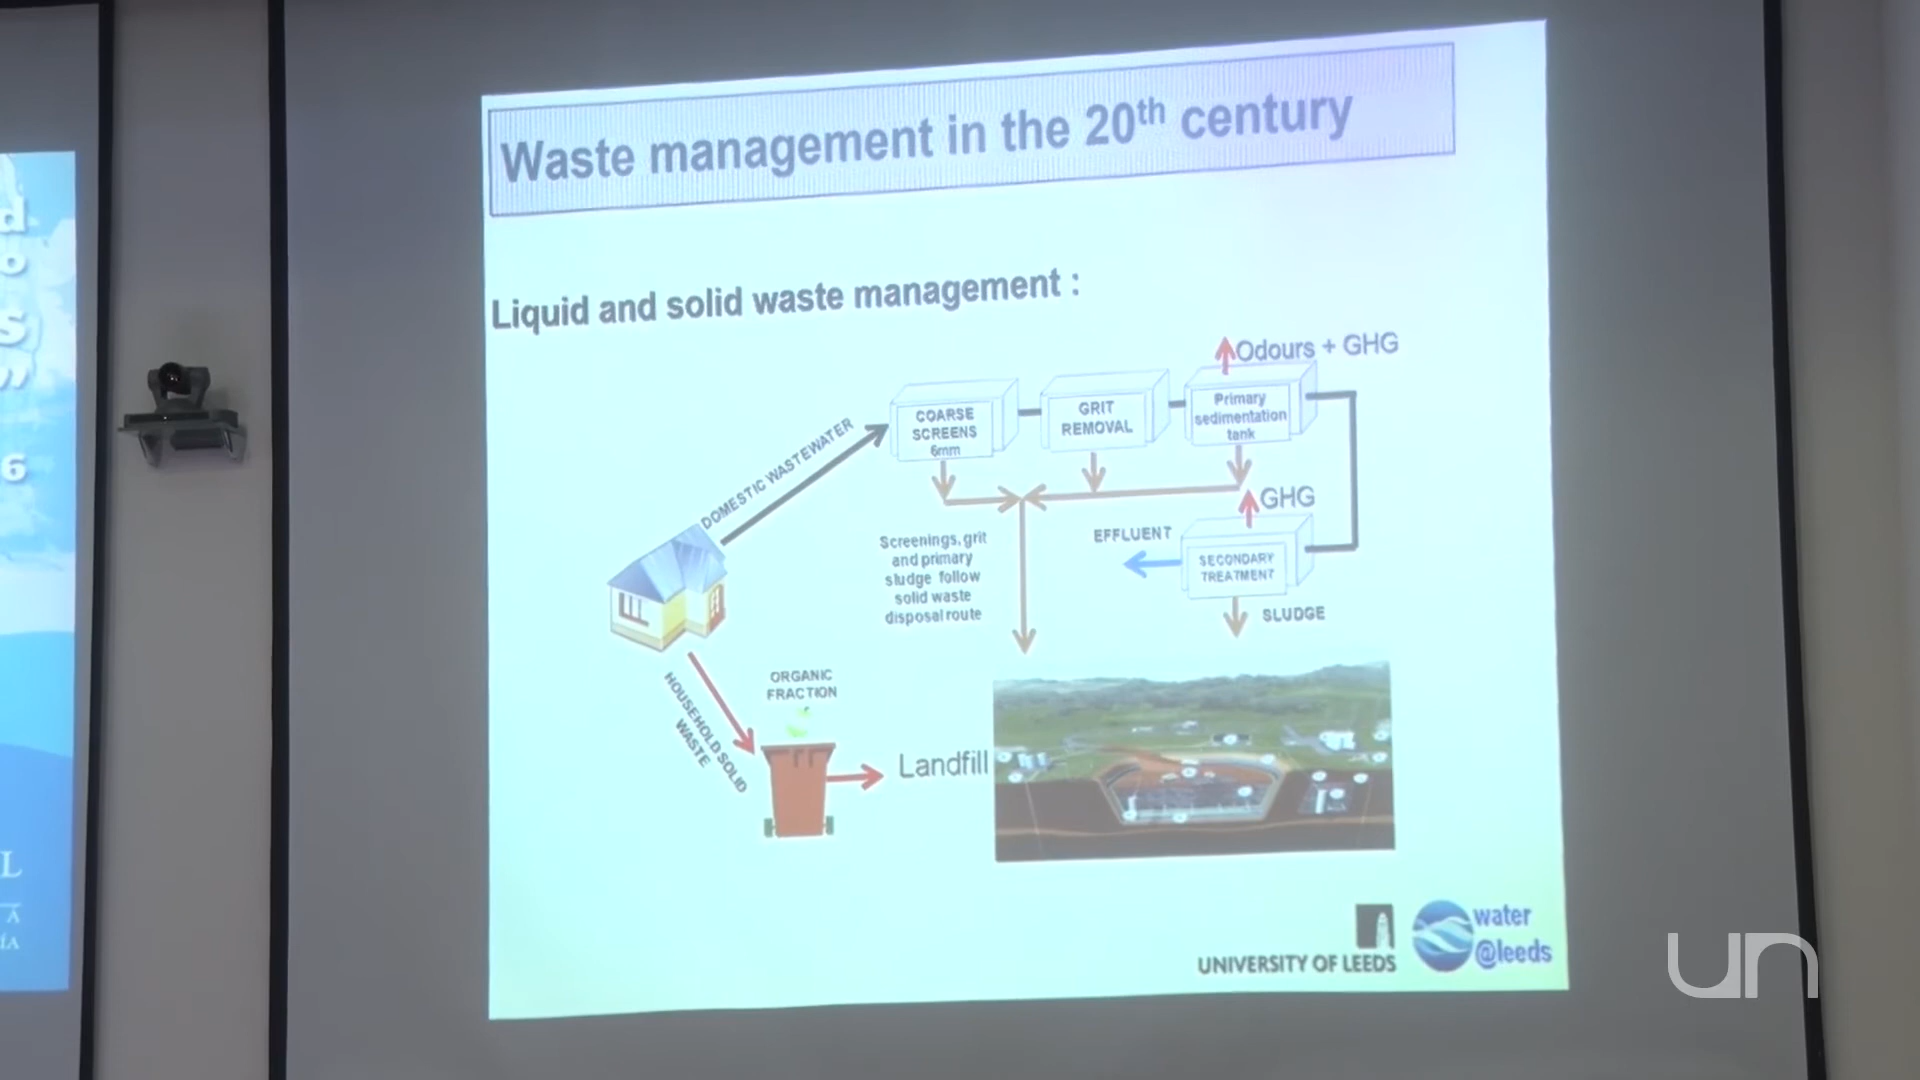 Waste management in the 20th century
Liquid and solid waste management :
Odours + GHG
COARSE
SCREENS
6mm
GRIT
REMOVAL
Primary
sedimentation
tank
DOMESTIC WASTEWATER
GHG
EFFLUENT
SECONDARY
TREATMENT
SLUDGE
Screenings, grit
and primary
sludge follow
solid waste
disposal route
HOUSEHOLD SOLID
WASTE
ORGANIC
FRACTION
Landfill
UNIVERSITY OF LEEDS
water
@leeds
un
d
o
S
”
6
L
A
ÍA